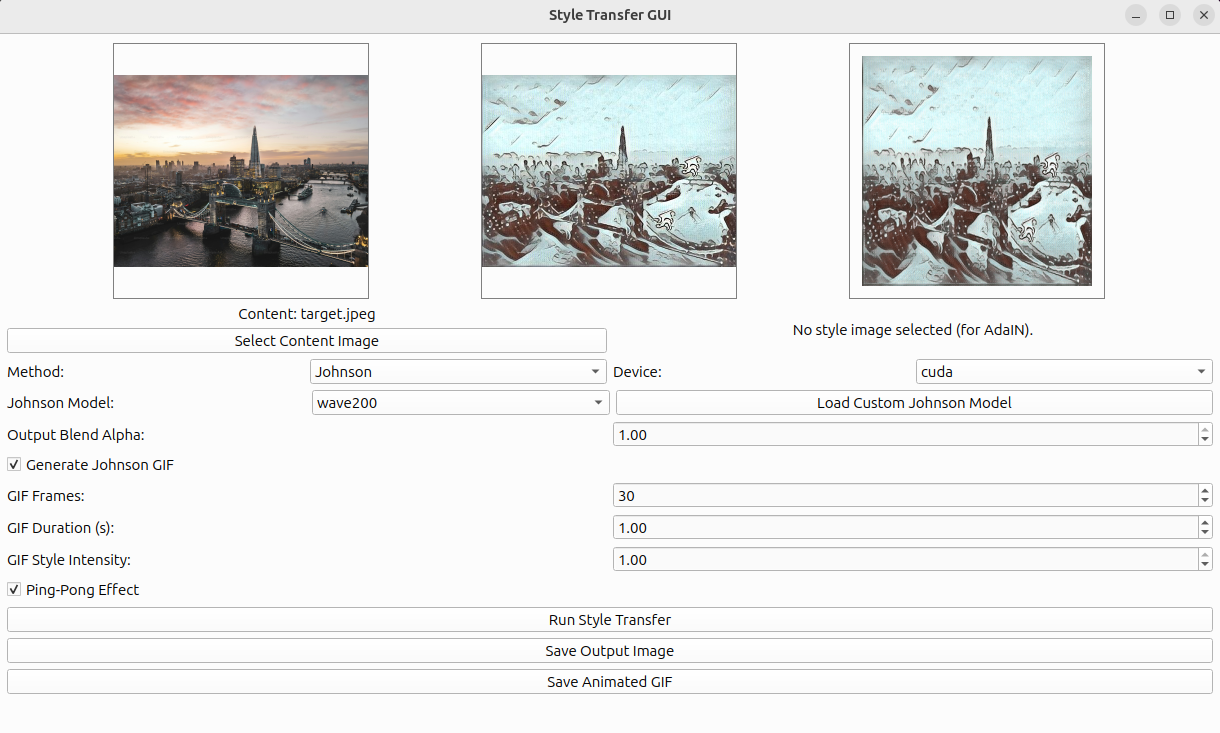 Style Transfer GUI
Content: target.jpeg
Select Content Image
No style image selected (for AdaIN).
Method:
Johnson
Device:
cuda
Johnson Model:
wave200
Load Custom Johnson Model
Output Blend Alpha:
1.00
Generate Johnson GIF
GIF Frames:
30
GIF Duration (s):
1.00
GIF Style Intensity:
1.00
Ping-Pong Effect
Run Style Transfer
Save Output Image
Save Animated GIF